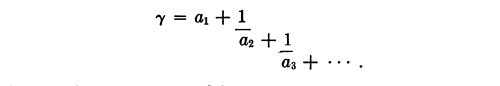 γ = a₁ + 1
a₂ + 1
a₃ + ··· .